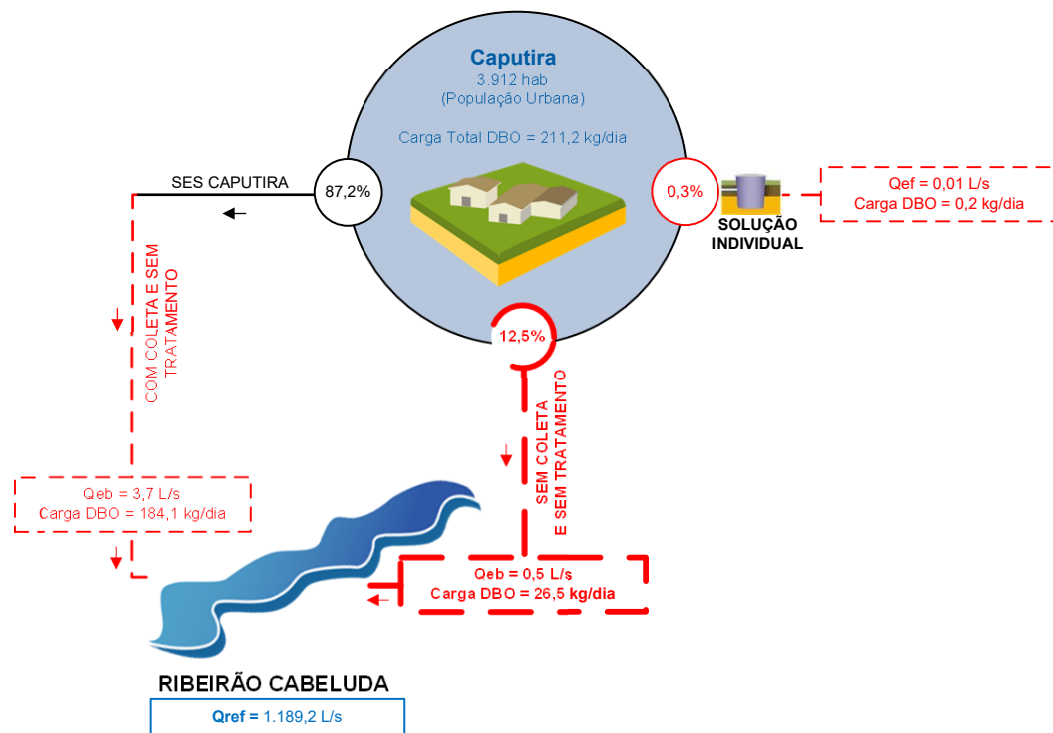 Caputira
3.912 hab
(População Urbana)
Carga Total DBO = 211,2 kg/dia
SES CAPUTIRA
87,2%
0,3%
SOLUÇÃO
INDIVIDUAL
Qef = 0,01 L/s
Carga DBO = 0,2 kg/dia
COM COLETA E SEM
TRATAMENTO
12,5%
SEM COLETA
E SEM TRATAMENTO
Qeb = 3,7 L/s
Carga DBO = 184,1 kg/dia
Qeb = 0,5 L/s
Carga DBO = 26,5 kg/dia
RIBEIRÃO CABELUDA
Qref = 1.189,2 L/s